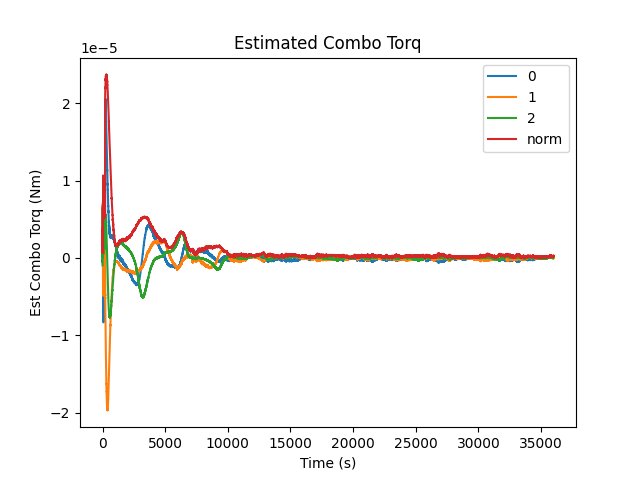 Estimated Combo Torq
1e−5
Est Combo Torq (Nm)
2
1
0
−1
−2
0
1
2
norm
0 5000 10000 15000 20000 25000 30000 35000
Time (s)